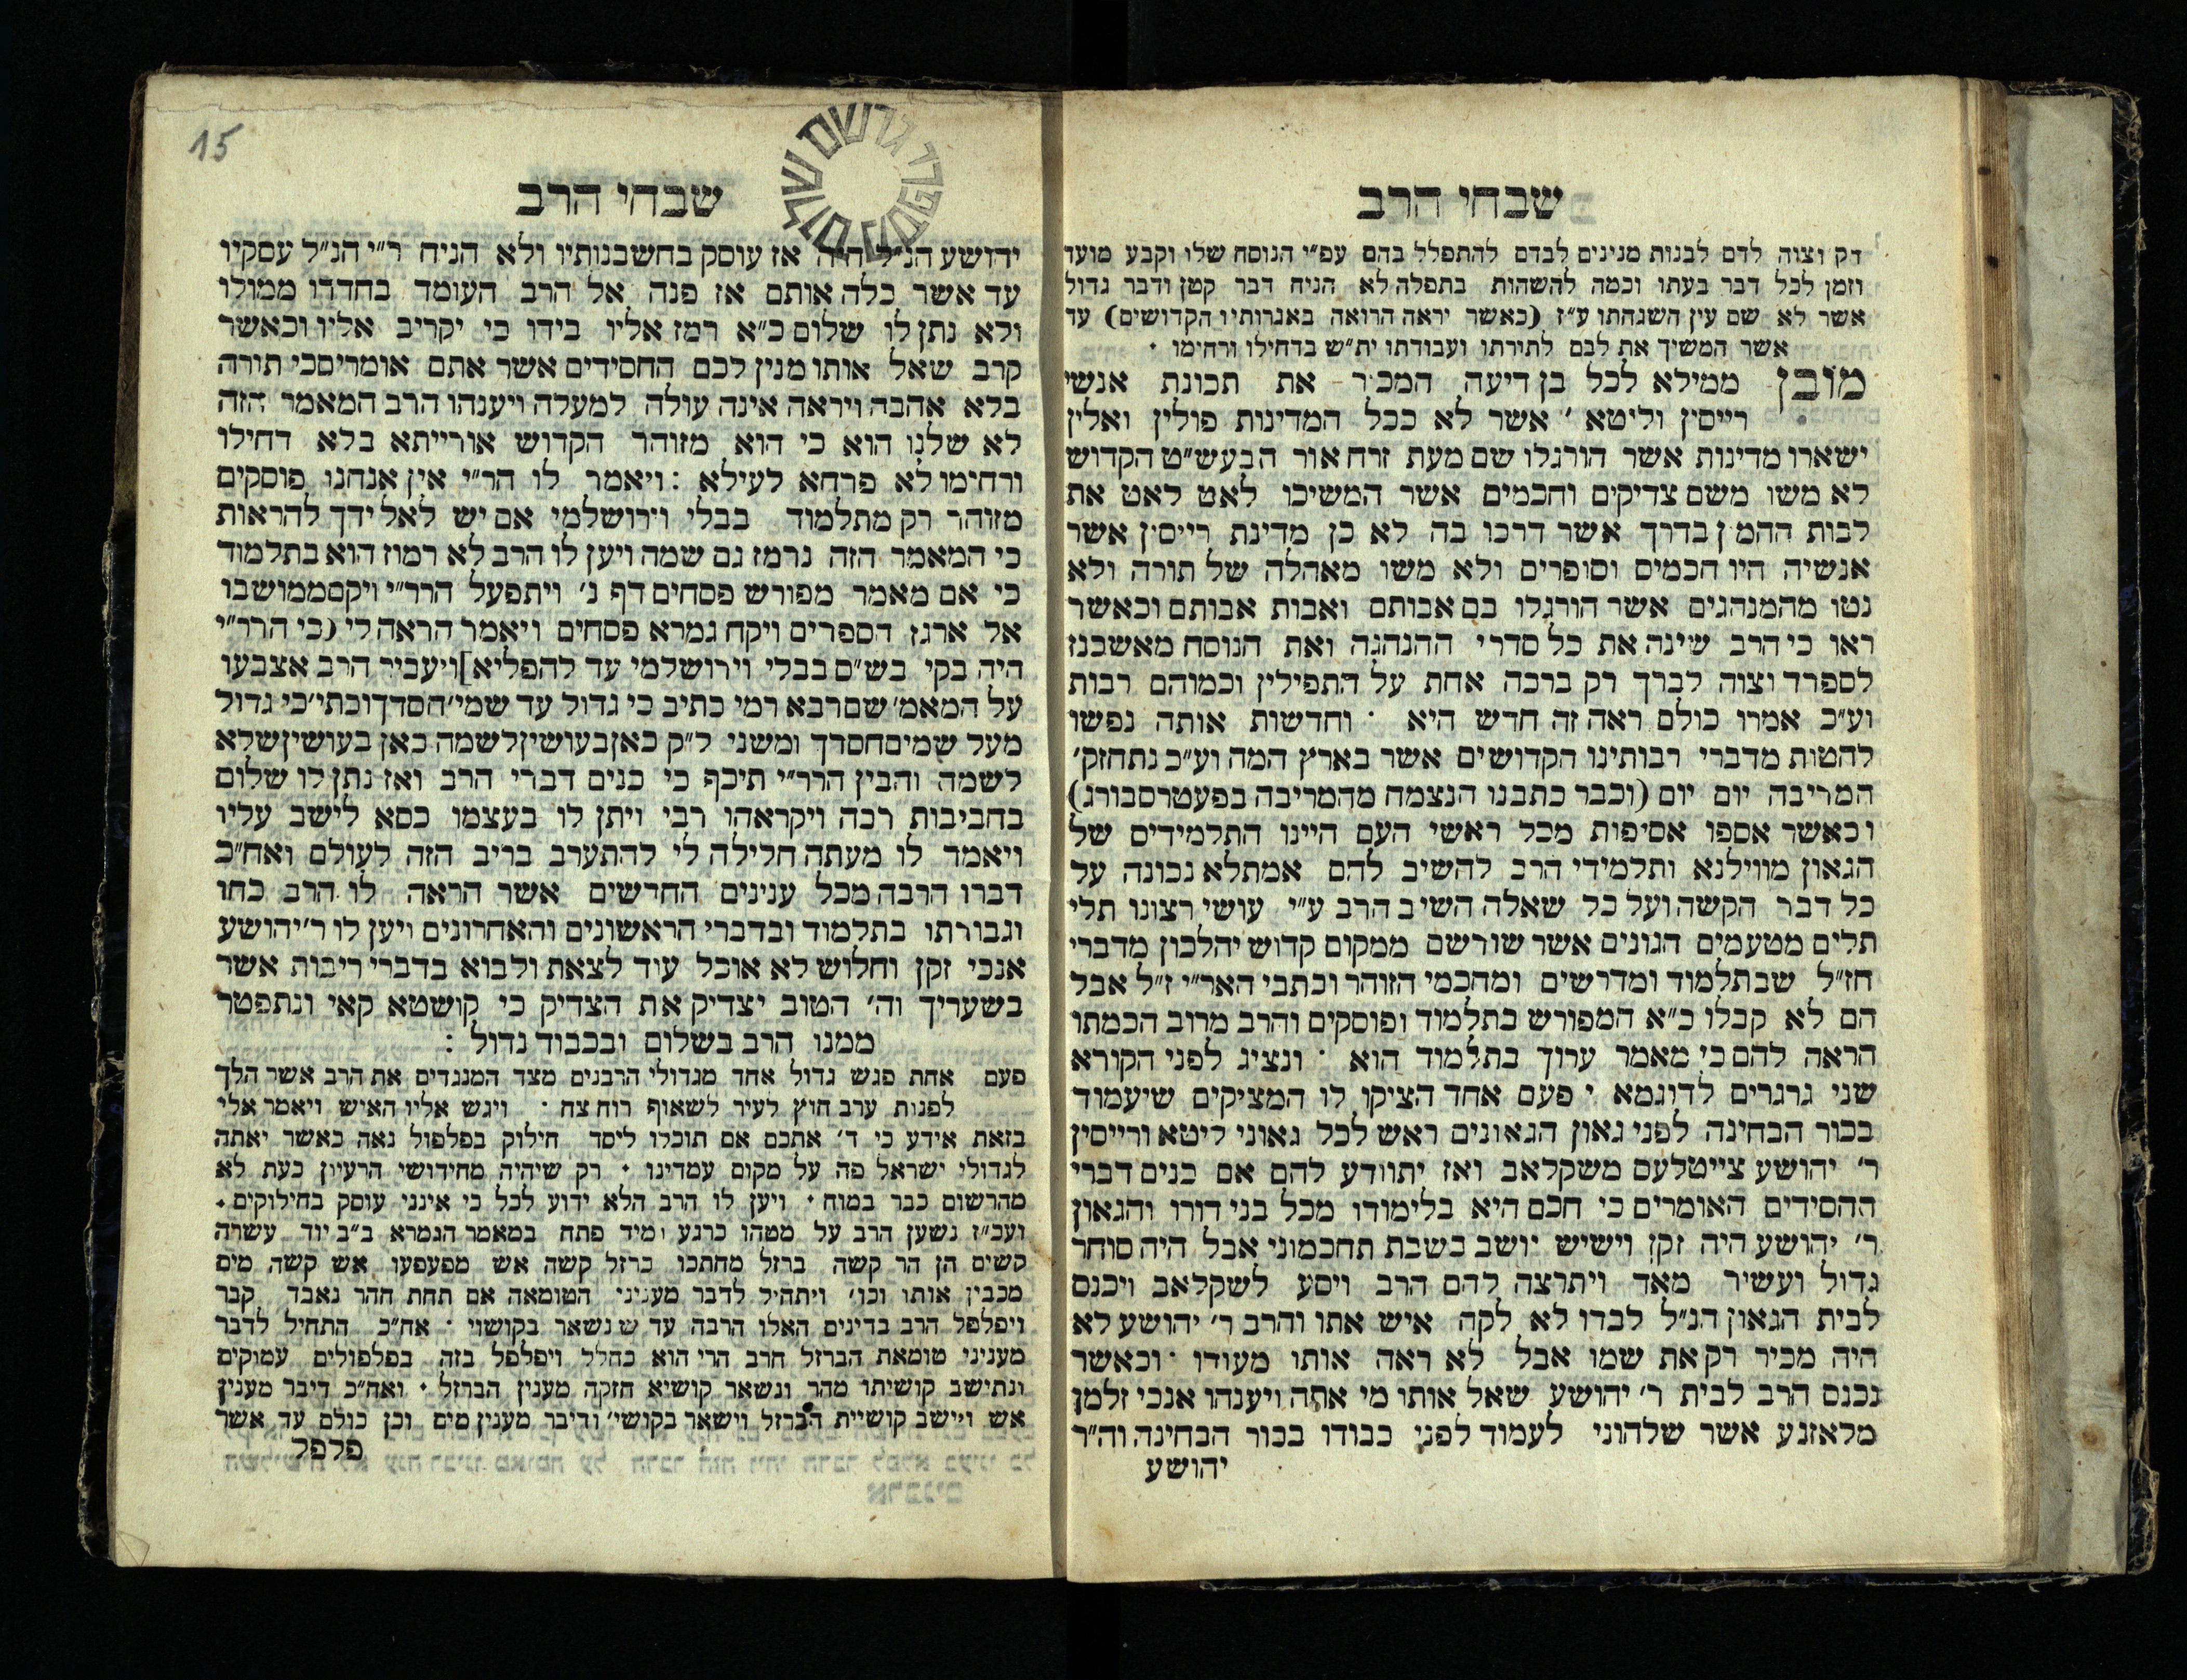 שבחי הרב
דק וצוה לדם לבנות מנינים לבדם להתפלל בהם עפ״י הנוסח שלו וקבע מועד
וזמן לכל דבר בעתו וכמה להשהות בתפלה לא הניח דבר קטן ודבר גדול
אשר לא שם עין השגחתו ע״ז (כאשר יראה הרואה באגרותיו הקדושים) עד
אשר המשיך את לבם לתירתו ועבודתו ית״ש בדחילו ורחימו ·
מובן ממילא לכל בן דיעה המכיר את תכונת אנשי
רייסין וליטא ׳ אשר לא ככל המדינות פולין ואלין
ישארו מדינות אשר הורגלו שם מעת זרח אור הבעש״ט הקדוש
לא משו משם צדיקים וחכמים אשר המשיכו לאט לאט את
לבות ההמון בדרך אשר דרכו בה לא כן מדינת רייסין אשר
אנשיה היו חכמים וסופרים ולא משו מאהלה של תורה ולא
נטו מהמנהגים אשר הורגלו בם אבותם ואבות אבותם וכאשר
ראו כי הרב שינה את כל סדרי ההנהגה ואת הנוסח מאשכנז
לספרד וצוה לברך רק ברכה אחת על התפילין וכמוהם רבות
וע״כ אמרו כולם ראה זה חדש היא · וחדשות אותה נפשו
להטות מדברי רבותינו הקדושים אשר בארץ המה וע״כ נתחזק׳
המריבה יום יום (וכבר כתבנו הנצמח מהמריבה בפעטרסבורג)
וכאשר אספו אסיפות מכל ראשי העם היינו התלמידים של
הגאון מווילנא ותלמידי הרב להשיב להם אמתלא נכונה על
כל דבר הקשה ועל כל שאלה השיב הרב ע״י עושי רצונו תלי
תלים מטעמים הגונים אשר שורשם ממקום קדוש יהלכון מדברי
חז״ל שבתלמוד ומדרשים ומחכמי הזוהר וכתבי האר״י ז״ל אבל
הם לא קבלו כ״א המפורש בתלמוד ופוסקים והרב מרוב הכמתו
הראה להם כי מאמר ערוך בתלמוד הוא · ונציג לפני הקורא
שני גרגרים לדוגמא י פעם אחד הציקו לו המציקים שיעמוד
בכור הבחינה לפני גאון הגאונים ראש לכל גאוני ליטא ורייסין
ר׳ יהושע צייטלעם משקלאב ואז יתוודע להם אם כנים דברי
ההסידים האומרים כי חכם היא בלימודו מכל בני דורו והגאון
ר׳ יהושע היה זקן וישיש יושב בשבת תחכמוני אבל היה סוחר
גדול ועשיר מאד ויתרצה להם הרב ויסע לשקלאב ויכנס
לבית הגאון הנ״ל לבדו לא לקה איש אתו והרב ר׳ יהושע לא
היה מכיר רק את שמו אבל לא ראה אותו מעודו · וכאשר
נכנס הרב לבית ר׳ יהושע שאל אותו מי אתה ויענהו אנכי זלמן
מלאזנע אשר שלהוני לעמוד לפני כבודו בכור הבחינה וה״ר
יהושע
15
גרשם שלום
שבחי הרב
יהושע הנ״ל היה אז עוסק בחשבנותיו ולא הניח ר״י הנ״ל עסקיו
עד אשר כלה אותם אז פנה אל הרב העומד בחדדו ממולו
ולא נתן לו שלום כ״א רמז אליו בידו כי יקריב אליו וכאשר
קרב שאל אותו מנין לכם החסידים אשר אתם אומריםכי תורה
בלא אהבה ויראה אינה עולה למעלה ויענהו הרב המאמר הזה
לא שלנו הוא כי הוא מזוהר הקדוש אורייתא בלא דחילו
ורחימו לא פרחא לעילא : ויאמר לו הר״י אין אנחנו פוסקים
מזוהר רק מתלמוד בבלי וירושלמי אם יש לאל ידך להראות
כי המאמר הזה נרמז גם שמה ויען לו הרב לא רמוז הוא בתלמוד
כי אם מאמר מפורש פסחים דף נ׳ ויתפעל הרר״י ויקםממושבו
אל ארגז הספרים ויקח גמרא פסחים ויאמר הראה לי (כי הרר״י
היה בקי בש״ם בבלי וירושלמי עד להפליא]ויעביר הרב אצבעו
על המאמ׳ שםרבא רמי כתיב כי גדול עד שמי׳חסדךוכתי׳כי גדול
מעל שמיםחסדך ומשני ל״ק כאןבעושיןלשמה כאן בעושיןשלא
לשמה והבין הרר״י תיכף כי כנים דברי הרב ואז נתן לו שלום
בחביבות רבה ויקראהו רבי ויתן לו בעצמו כסא לישב עליו
ויאמר לו מעתה חלילה לי להתערב בריב הזה לעולם ואח״כ
דברו הרבה מכל ענינים החדשים אשר הראה לו הרב כחו
וגבורתו בתלמוד ובדברי הראשונים והאחרונים ויען לו ר׳יהושע
אנכי זקן וחלוש לא אוכל עוד לצאת ולבוא בדברי ריבות אשר
בשעריך וה׳ הטוב יצדיק את הצדיק כי קושטא קאי ונתפטר
ממנו הרב בשלום ובכבוד גדול :
פעם אחת פגש גדול אחד מגדולי הרבנים מצד המנגדים את הרב אשר הלך
לפנות ערב חוץ לעיר לשאוף רוח צח · ויגש אליו האיש ויאמר אלי
בזאת אידע כי ד׳ אתכם אם תוכלו ליסד חילוק בפלפול נאה כאשר יאתה
לגדולי ישראל פה על מקום עמדינו · רק שיהיה מחידושי הרעיון כעת לא
מהרשום כבר במוח · ויען לו הרב הלא ידוע לכל כי אינני עוסק בחילוקים ·
ועכ״ז נשען הרב על מטהו כרגע ומיד פתח במאמר הגמרא ב״ב יוד עשרה
קשים הן הר קשה ברזל מחתכו ברזל קשה אש מפעפעו אש קשה מים
מכבין אותו וכו׳ ויתהיל לדבר מעניני הטומאה אם תחת ההר נאבד קבר
ויפלפל הרב בדינים האלו הרבה עד שנשאר בקושוי · אח״כ התחיל לדבר
מעניני טומאת הברזל חרב הרי הוא כחלל ויפלפל בזה בפלפולים עמוקים
ונתישב קושיתו מהר ונשאר קושיא חזקה מענין הברזל · ואח״כ דיבר מענין
אש ויישב קושיית הברזל וישאר בקושי׳ ודיבר מענין מים וכן כולם עד אשר
פלפל